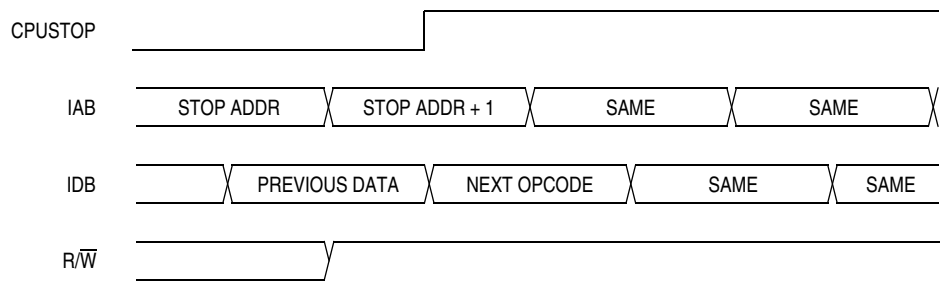 CPUSTOP
IAB STOP ADDR STOP ADDR + 1 SAME SAME
IDB PREVIOUS DATA NEXT OPCODE SAME SAME
R/W̅